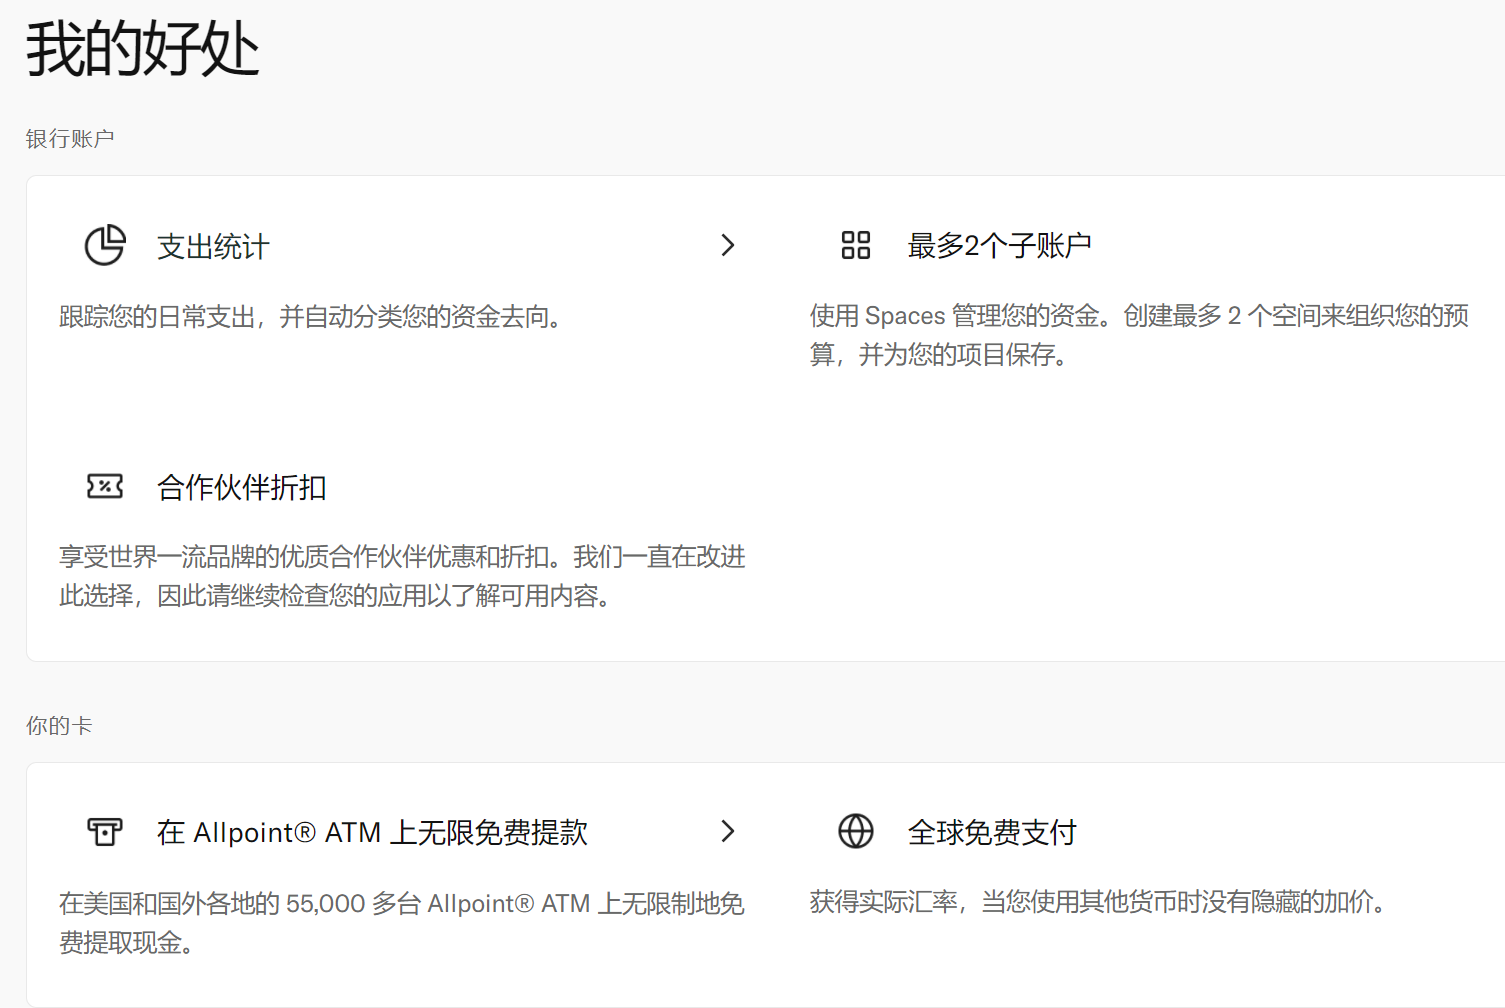 我的好处
银行账户
支出统计
跟踪您的日常支出，并自动分类您的资金去向。
最多2个子账户
使用 Spaces 管理您的资金。创建最多 2 个空间来组织您的预
算，并为您的项目保存。
合作伙伴折扣
享受世界一流品牌的优质合作伙伴优惠和折扣。我们一直在改进
此选择，因此请继续检查您的应用以了解可用内容。
你的卡
在 Allpoint® ATM 上无限免费提款
在美国和国外各地的 55,000 多台 Allpoint® ATM 上无限制地免
费提取现金。
全球免费支付
获得实际汇率，当您使用其他货币时没有隐藏的加价。